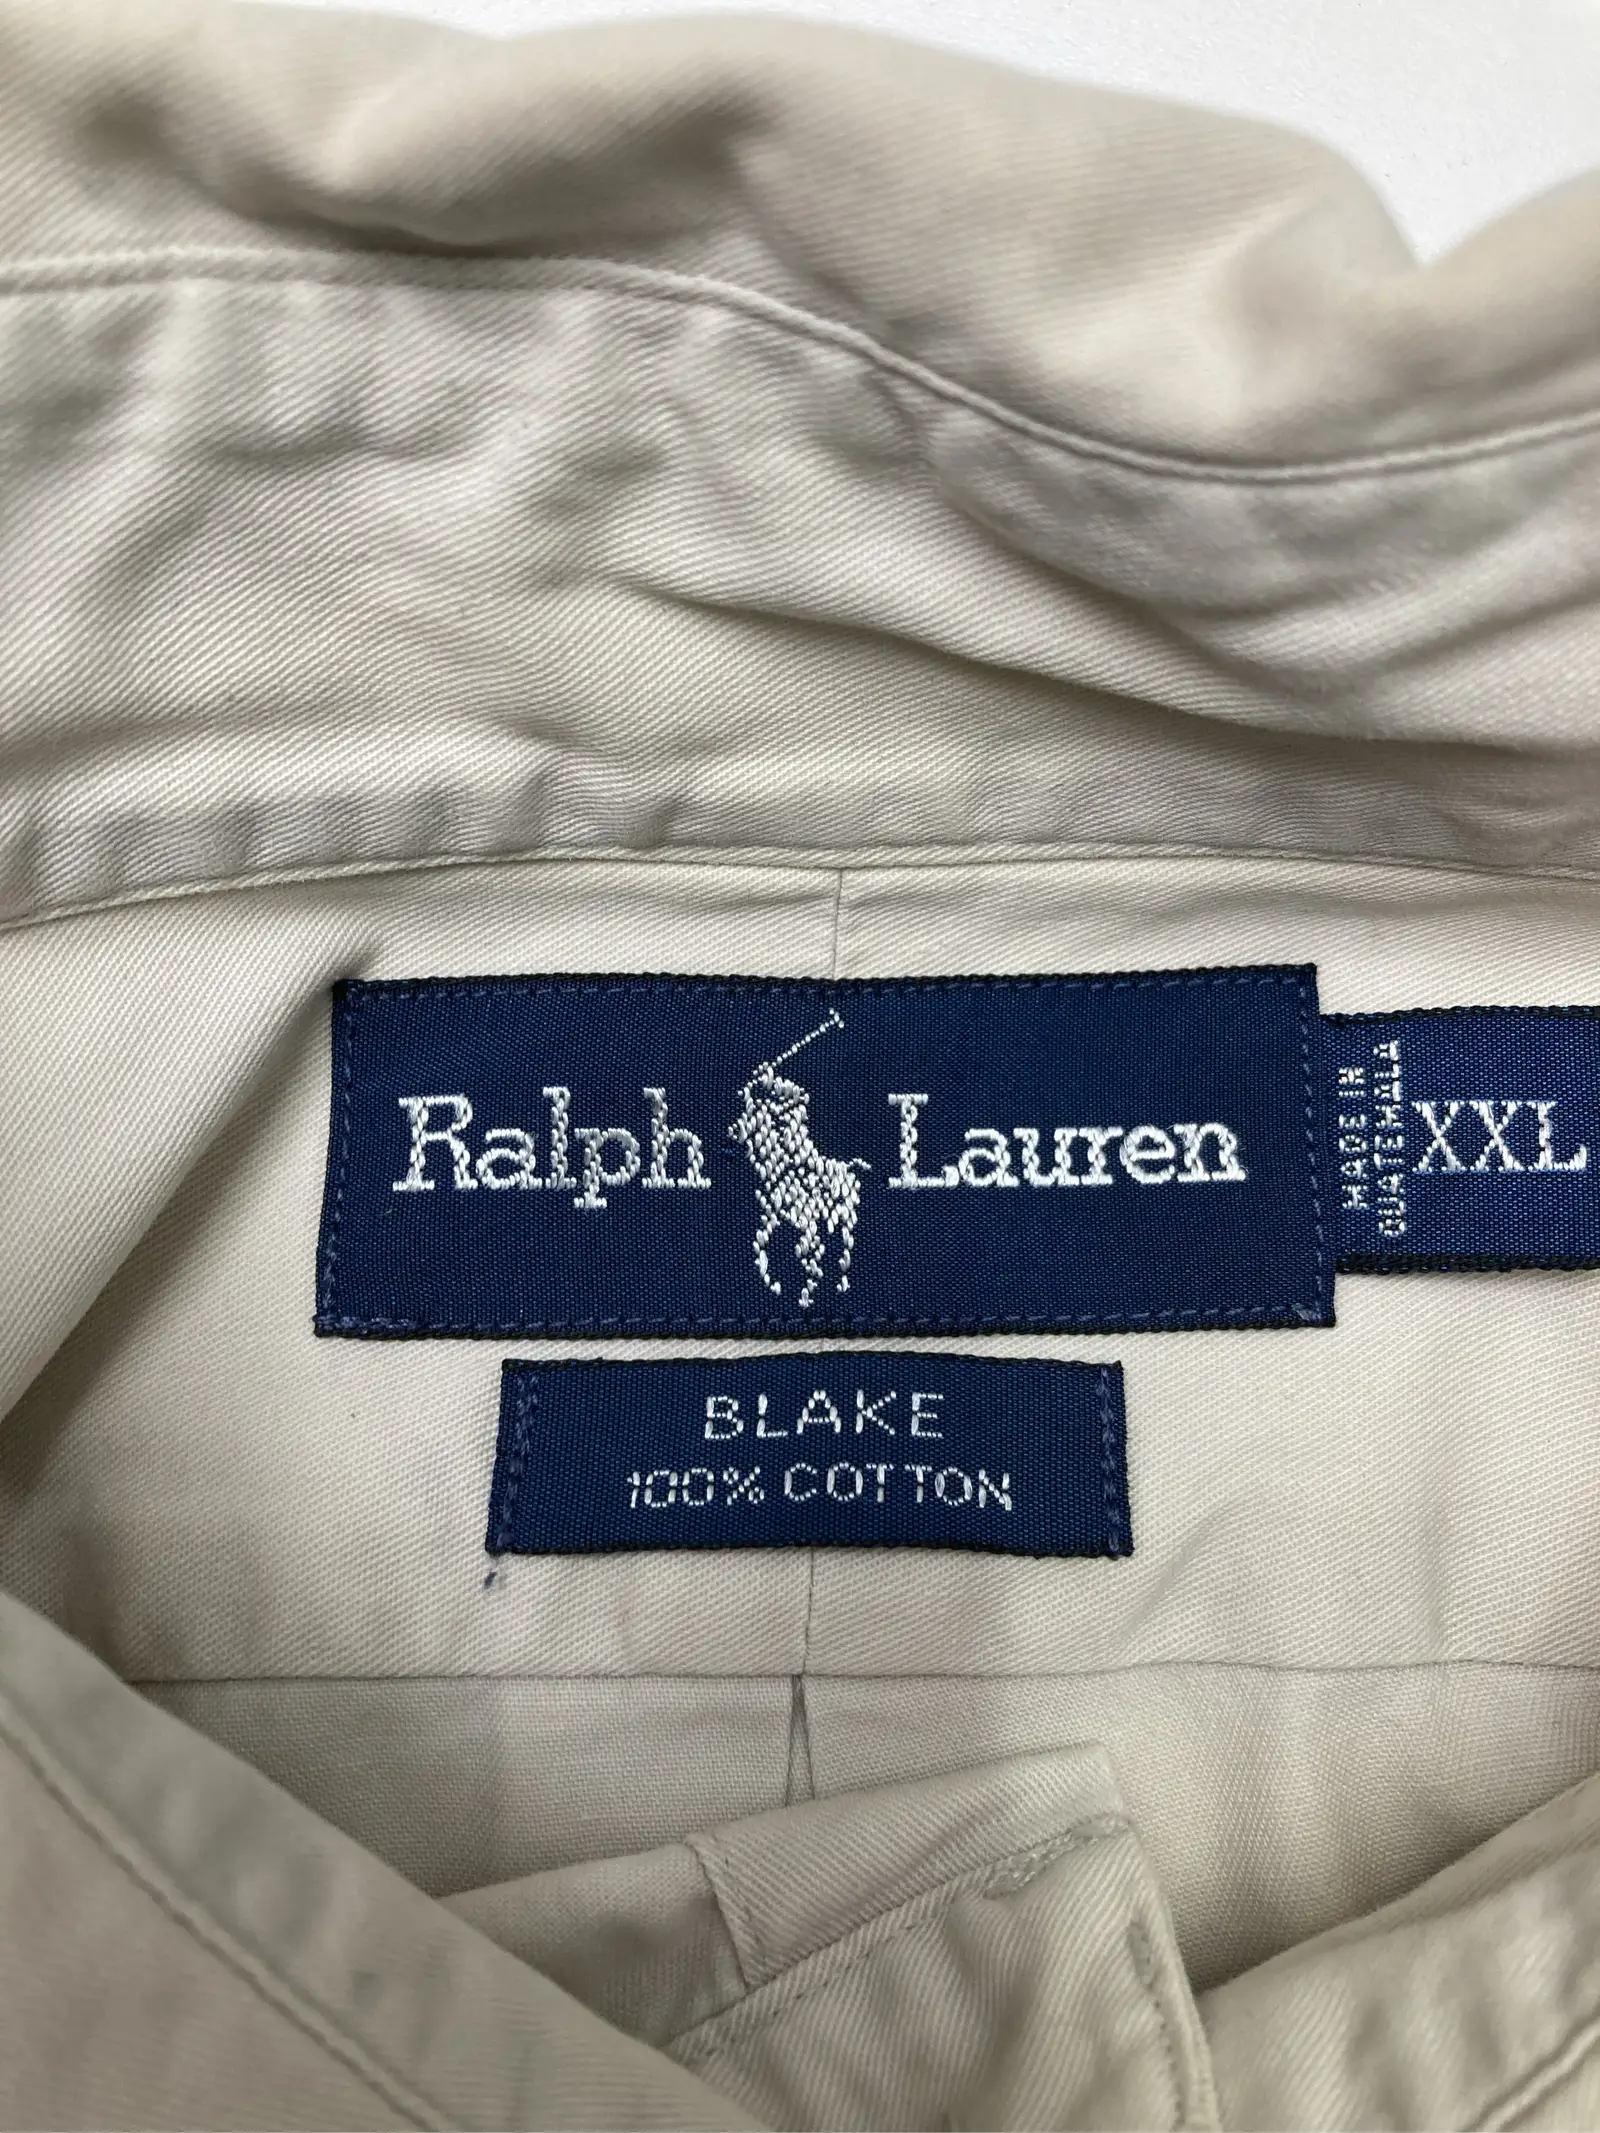 Ralph Lauren
MADE IN
GUATEMALA
XXL
BLAKE
100% COTTON